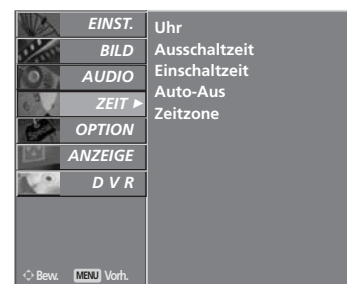 EINST.
BILD
AUDIO
ZEIT
OPTION
ANZEIGE
D V R
Uhr
Ausschaltzeit
Einschaltzeit
Auto-Aus
Zeitzone
Bew. MENU Vorh.